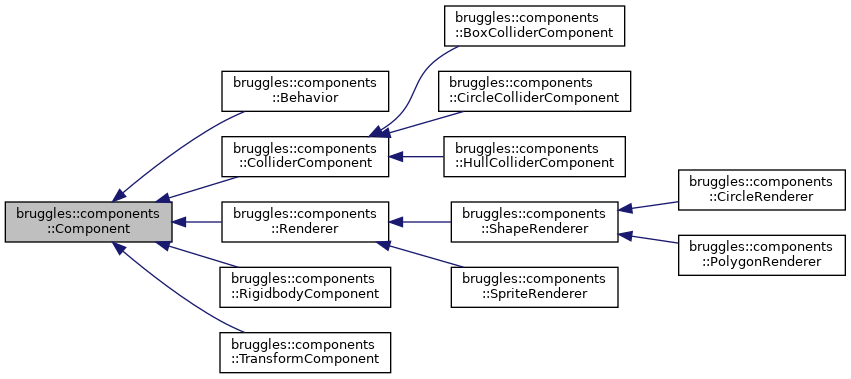 bruggles::components
::BoxColliderComponent
bruggles::components
::Behavior
bruggles::components
::CircleColliderComponent
bruggles::components
::ColliderComponent
bruggles::components
::HullColliderComponent
bruggles::components
::CircleRenderer
bruggles::components
::Component
bruggles::components
::Renderer
bruggles::components
::ShapeRenderer
bruggles::components
::PolygonRenderer
bruggles::components
::RigidbodyComponent
bruggles::components
::SpriteRenderer
bruggles::components
::TransformComponent